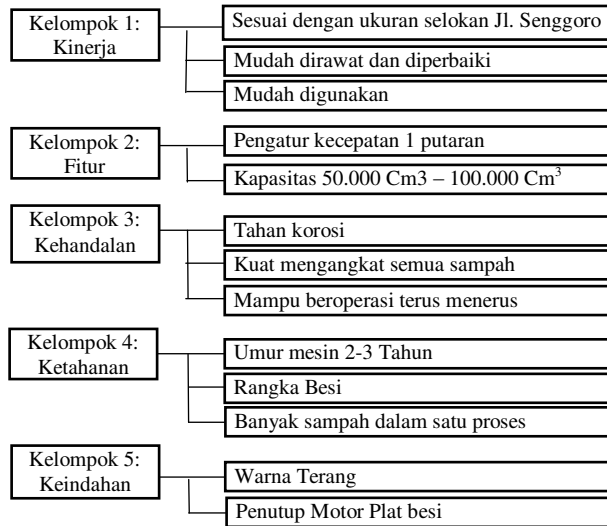 Kelompok 1:
Kinerja
Sesuai dengan ukuran selokan Jl. Senggoro
Mudah dirawat dan diperbaiki
Mudah digunakan
Kelompok 2:
Fitur
Pengatur kecepatan 1 putaran
Kapasitas 50.000 Cm3 – 100.000 Cm³
Kelompok 3:
Kehandalan
Tahan korosi
Kuat mengangkat semua sampah
Mampu beroperasi terus menerus
Kelompok 4:
Ketahanan
Umur mesin 2-3 Tahun
Rangka Besi
Banyak sampah dalam satu proses
Kelompok 5:
Keindahan
Warna Terang
Penutup Motor Plat besi